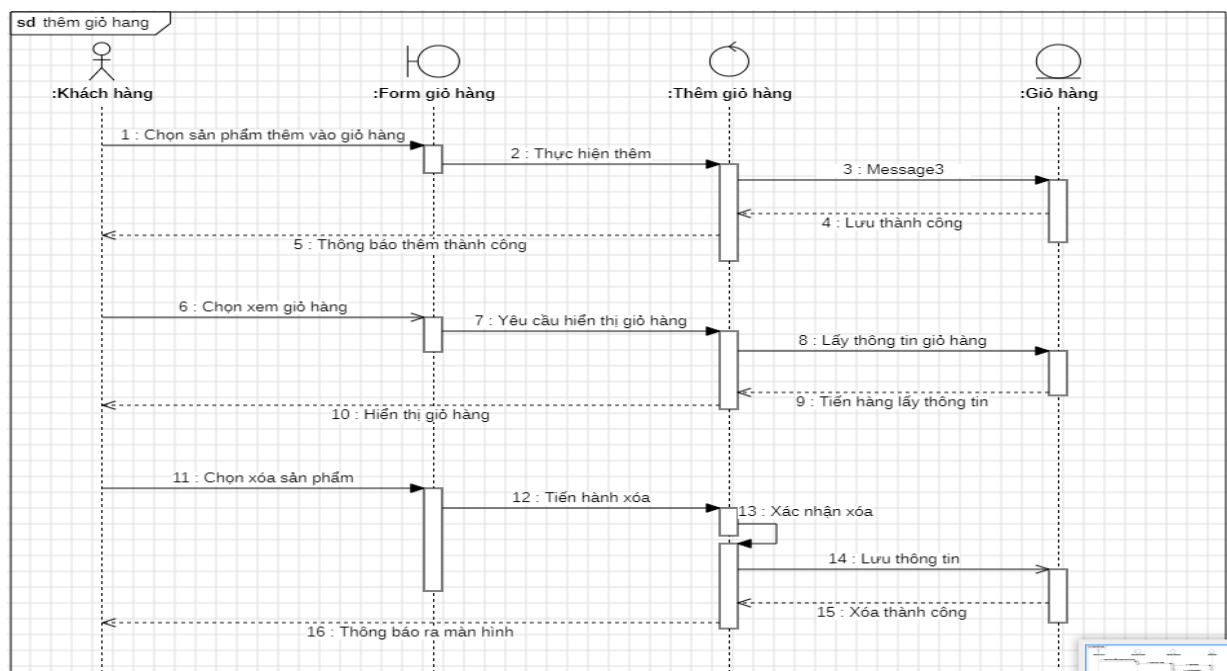 sd thêm giỏ hang
:Khách hàng
:Form giỏ hàng
:Thêm giỏ hàng
:Giỏ hàng
1 : Chọn sản phẩm thêm vào giỏ hàng
2 : Thực hiện thêm
3 : Message3
4 : Lưu thành công
5 : Thông báo thêm thành công
6 : Chọn xem giỏ hàng
7 : Yêu cầu hiển thị giỏ hàng
8 : Lấy thông tin giỏ hàng
9 : Tiến hàng lấy thông tin
10 : Hiển thị giỏ hàng
11 : Chọn xóa sản phẩm
12 : Tiến hành xóa
13 : Xác nhận xóa
14 : Lưu thông tin
15 : Xóa thành công
16 : Thông báo ra màn hình